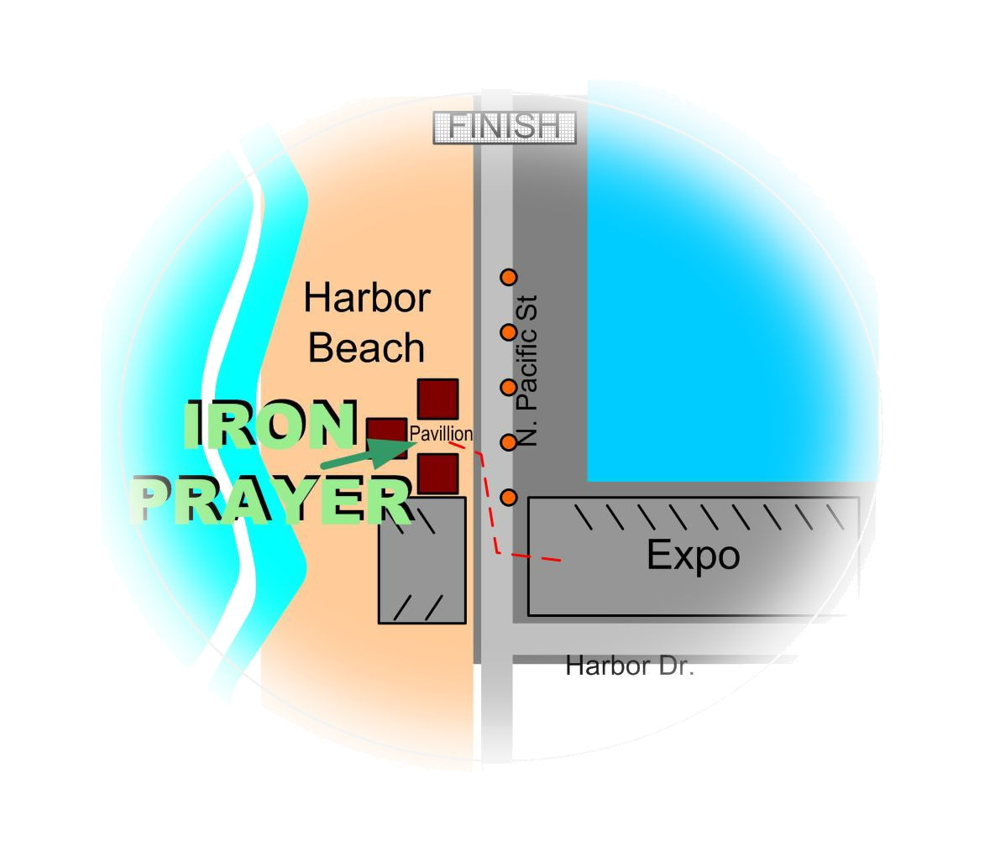 FINISH
Harbor
Beach
N. Pacific St
IRON
Pavillion
PRAYER
Expo
Harbor Dr.